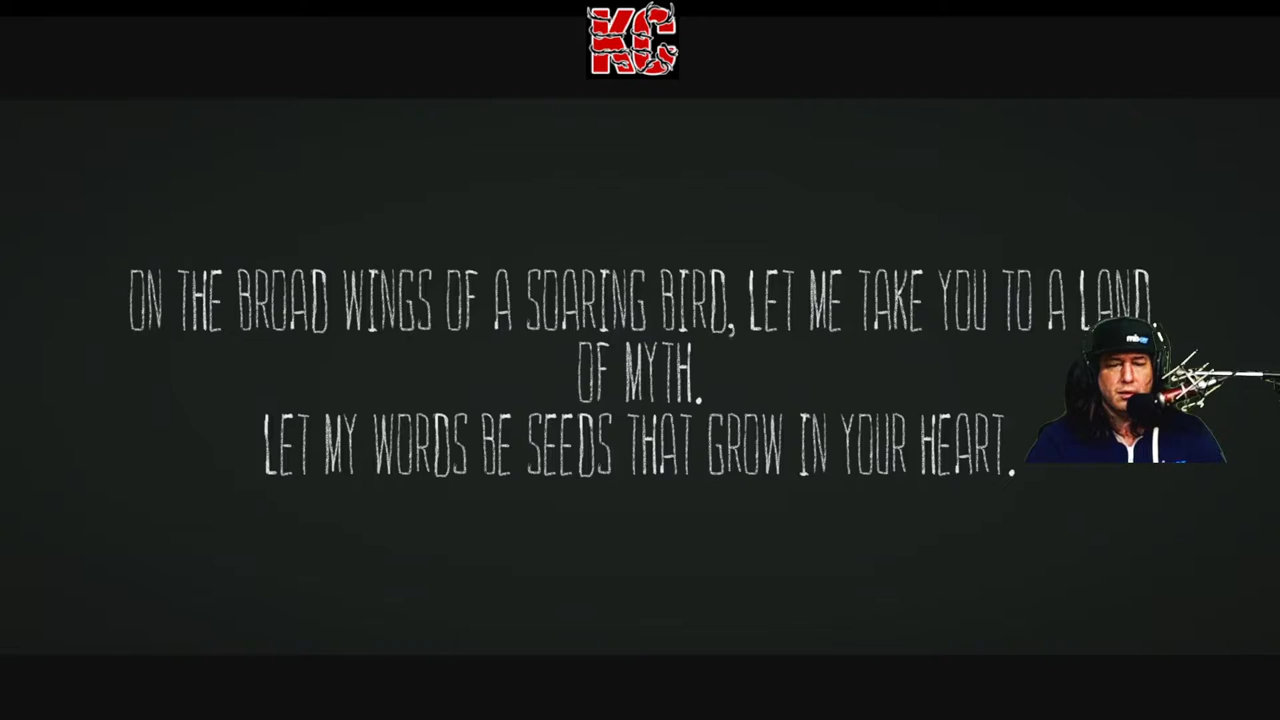 KC
ON THE BROAD WINGS OF A SOARING BIRD, LET ME TAKE YOU TO A LAND
OF MYTH.
LET MY WORDS BE SEEDS THAT GROW IN YOUR HEART.